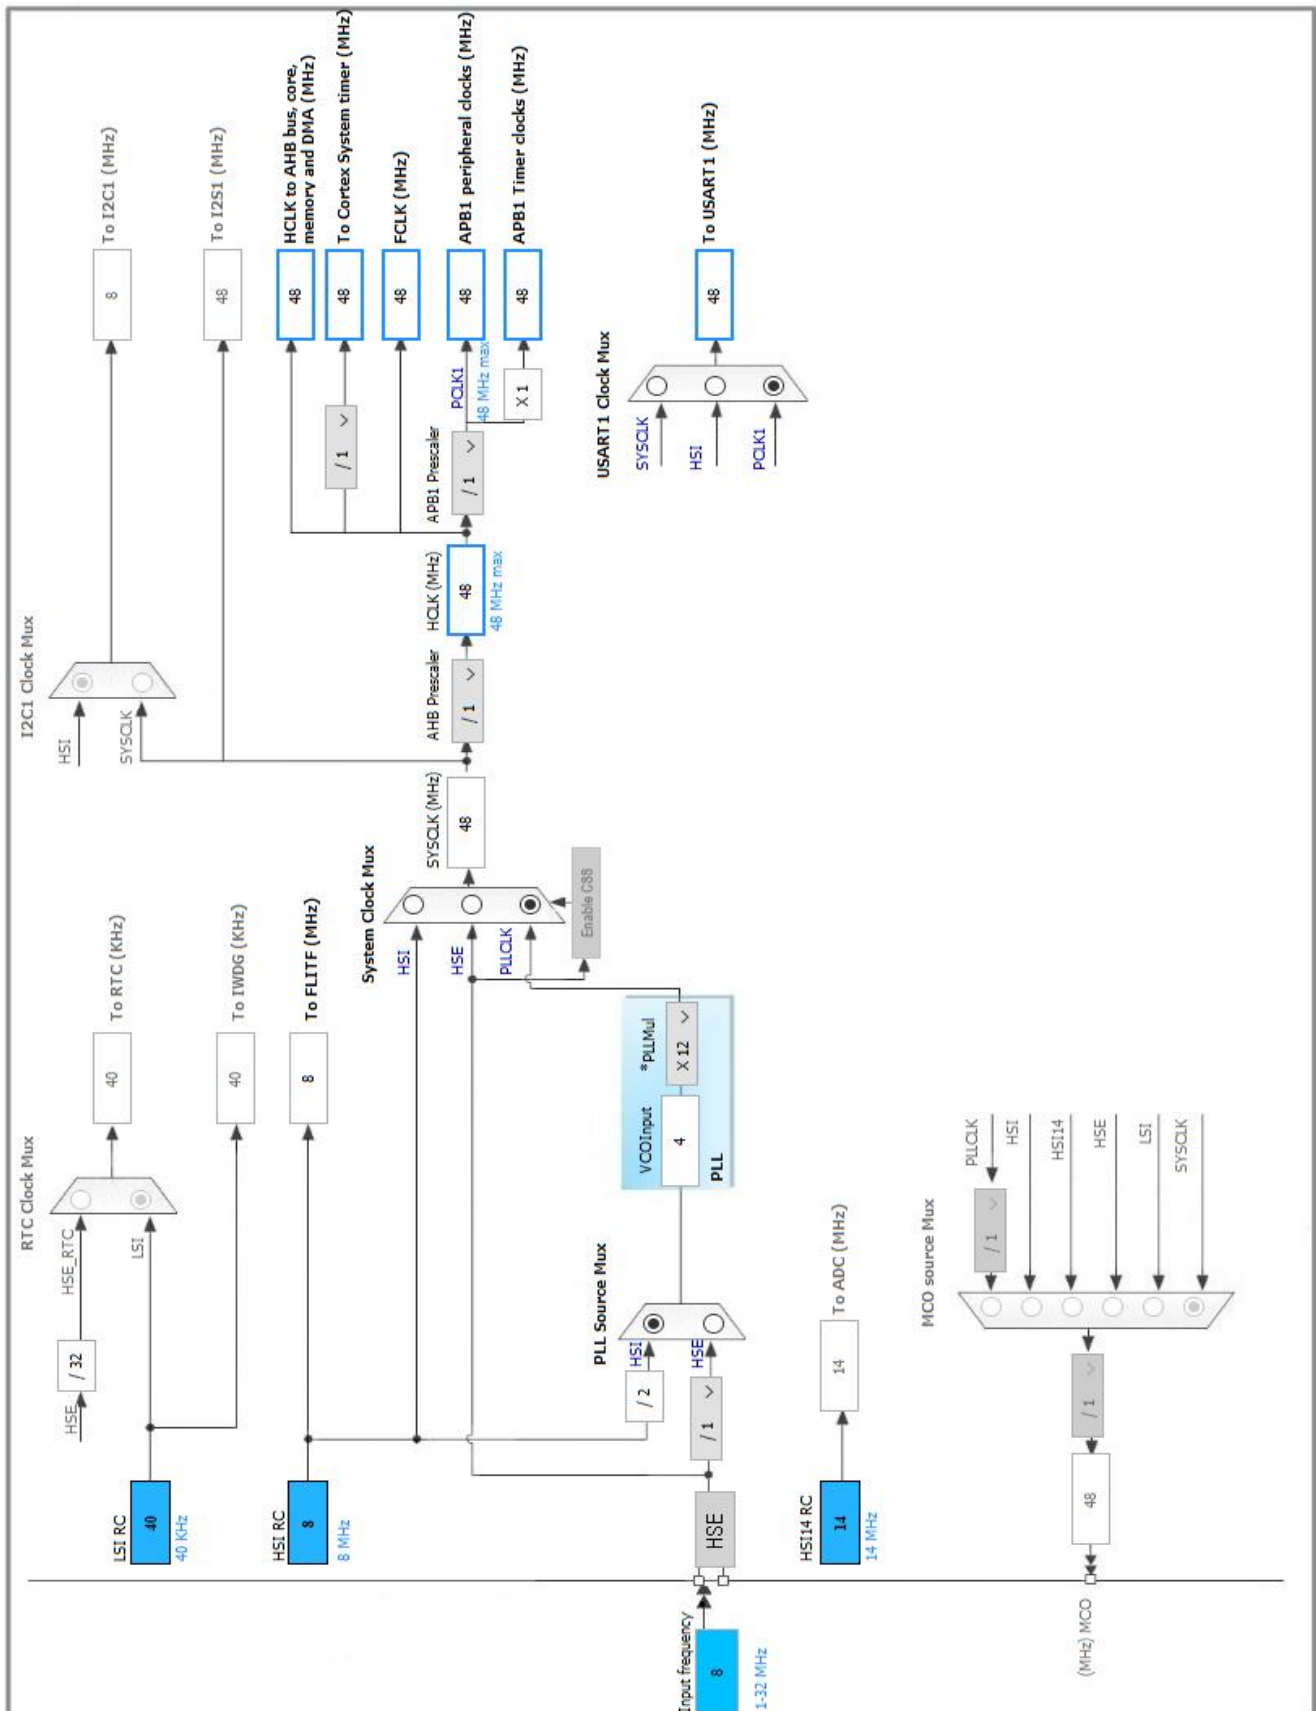 RTC Clock Mux
HSE
/ 32
HSE_RTC
LSI
40
To RTC (KHz)
LSI RC
40
40 KHz
40
To IWDG (KHz)
HSI RC
8
8 MHz
8
To FLITF (MHz)
I2C1 Clock Mux
HSI
SYSCLK
8
To I2C1 (MHz)
48
To I2S1 (MHz)
System Clock Mux
HSI
HSE
PLLCLK
Enable CSS
SYSCLK (MHz)
48
AHB Prescaler
/ 1
HCLK (MHz)
48
48 MHz max
APB1 Prescaler
/ 1
PCLK1
48 MHz max
/ 1
X 1
48
HCLK to AHB bus, core,
memory and DMA (MHz)
48
To Cortex System timer (MHz)
48
FCLK (MHz)
48
APB1 peripheral clocks (MHz)
48
APB1 Timer clocks (MHz)
PLL Source Mux
/ 2
HSI
HSE
/ 1
VCOInput
4
*PLLMul
X 12
PLL
USART1 Clock Mux
SYSCLK
HSI
PCLK1
48
To USART1 (MHz)
Input frequency
8
1-32 MHz
HSE
HSI14 RC
14
14 MHz
14
To ADC (MHz)
MCO source Mux
PLLCLK
/ 1
HSI
HSI14
HSE
LSI
SYSCLK
/ 1
48
(MHz) MCO